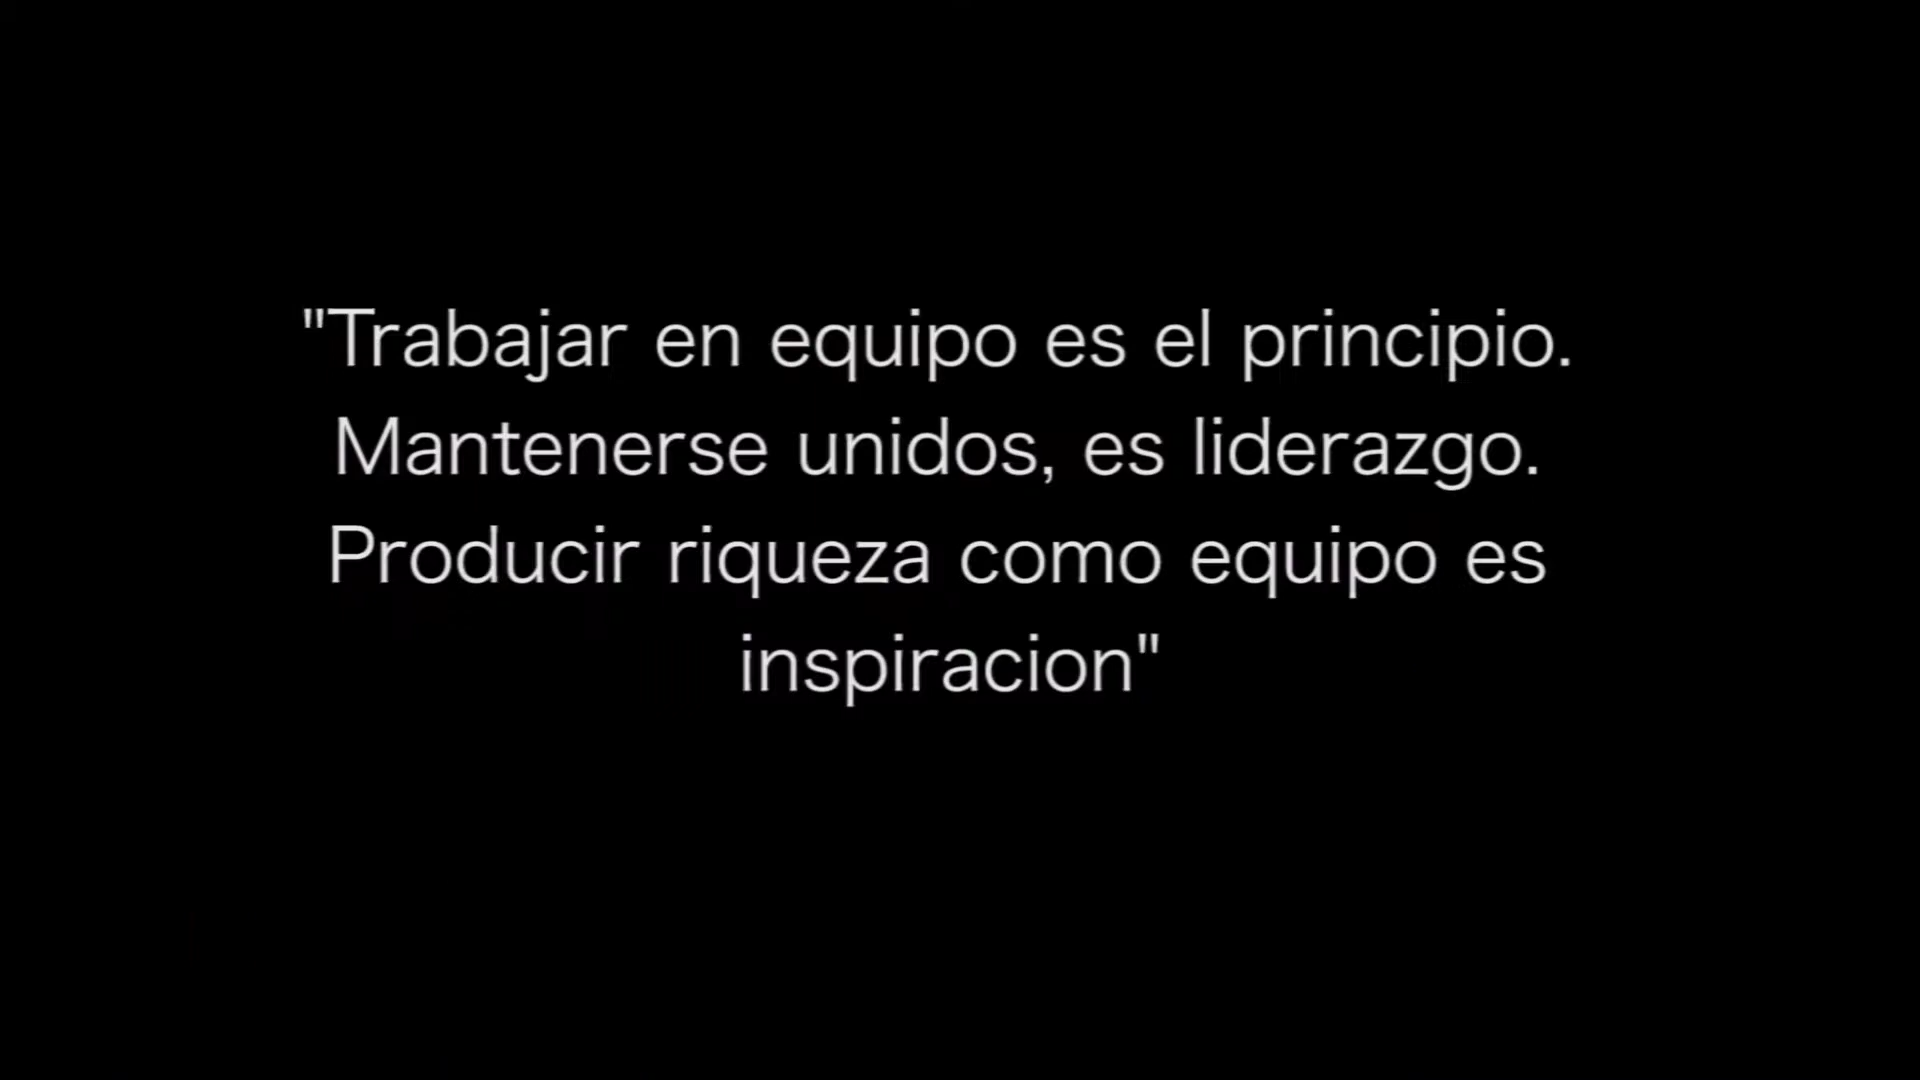 "Trabajar en equipo es el principio.
Mantenerse unidos, es liderazgo.
Producir riqueza como equipo es
inspiracion"